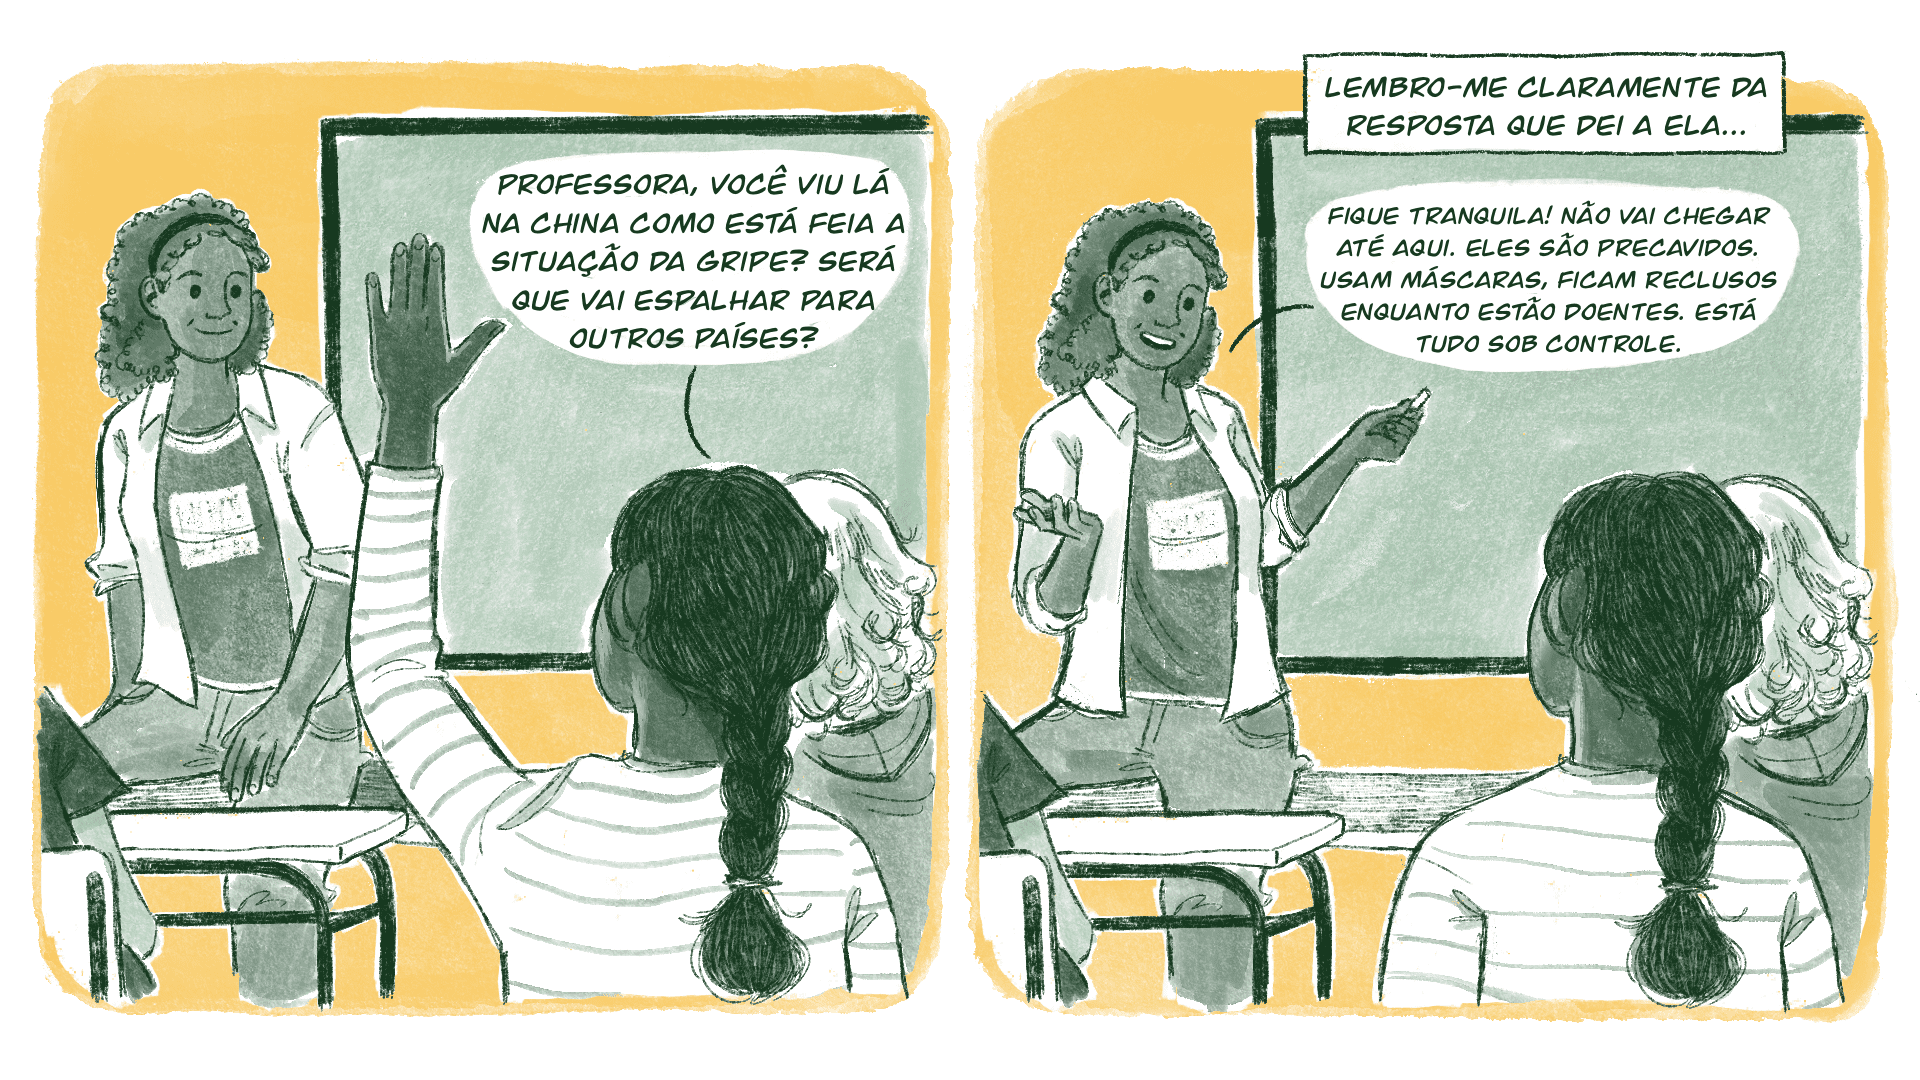 PROFESSORA, VOCÊ VIU LÁ
NA CHINA COMO ESTÁ FEIA A
SITUAÇÃO DA GRIPE? SERÁ
QUE VAI ESPALHAR PARA
OUTROS PAÍSES?
LEMBRO-ME CLARAMENTE DA
RESPOSTA QUE DEI A ELA...
FIQUE TRANQUILA! NÃO VAI CHEGAR
ATÉ AQUI. ELES SÃO PRECAVIDOS.
USAM MÁSCARAS, FICAM RECLUSOS
ENQUANTO ESTÃO DOENTES. ESTÁ
TUDO SOB CONTROLE.